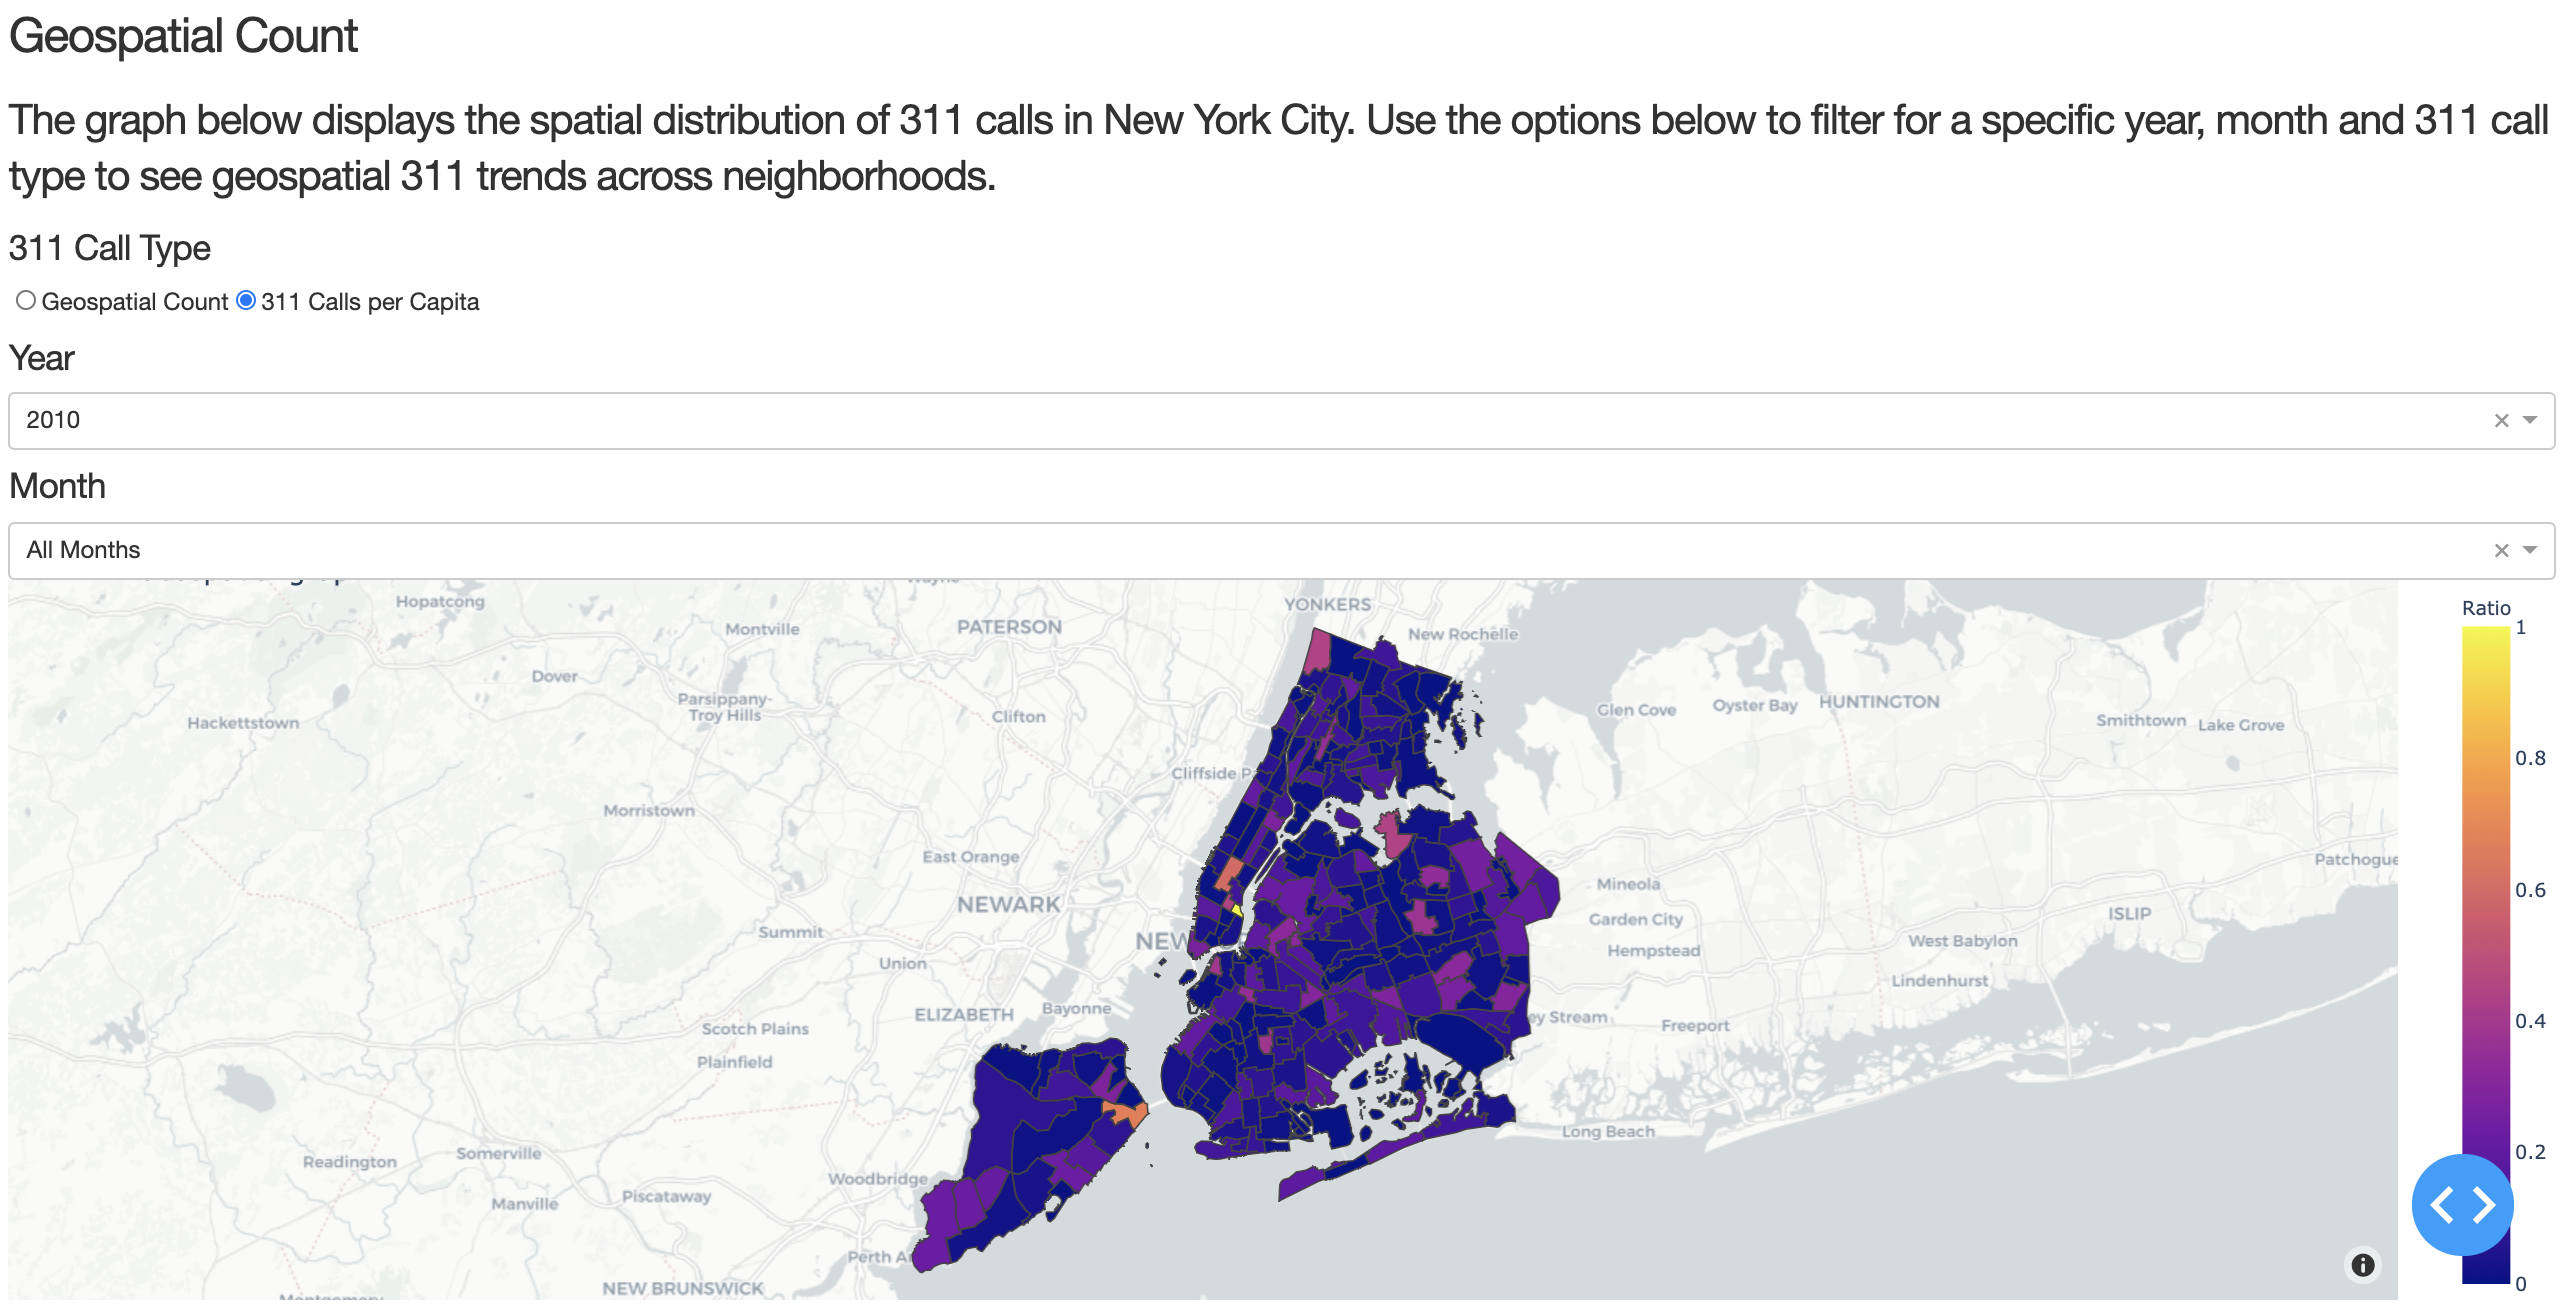 Geospatial Count
The graph below displays the spatial distribution of 311 calls in New York City. Use the options below to filter for a specific year, month and 311 call
type to see geospatial 311 trends across neighborhoods.
311 Call Type
Geospatial Count 311 Calls per Capita
Year
2010
Month
All Months
Hopatcong
YONKERS
Ratio
Montville
PATERSON
New Rochelle
1
Dover
Parsippany-
Troy Hills
Hackettstown
Clifton
Glen Cove
Oyster Bay
HUNTINGTON
Smithtown
Lake Grove
0.8
Cliffside P
Morristown
East Orange
Patchogue
Mineola
0.6
NEWARK
Garden City
ISLIP
Summit
NEW
West Babylon
Hempstead
Union
Lindenhurst
ELIZABETH
Bayonne
ey Stream
Freeport
0.4
Scotch Plains
Plainfield
Long Beach
Somerville
0.2
Readington
Woodbridge
Piscataway
Manville
Perth A
NEW BRUNSWICK
0